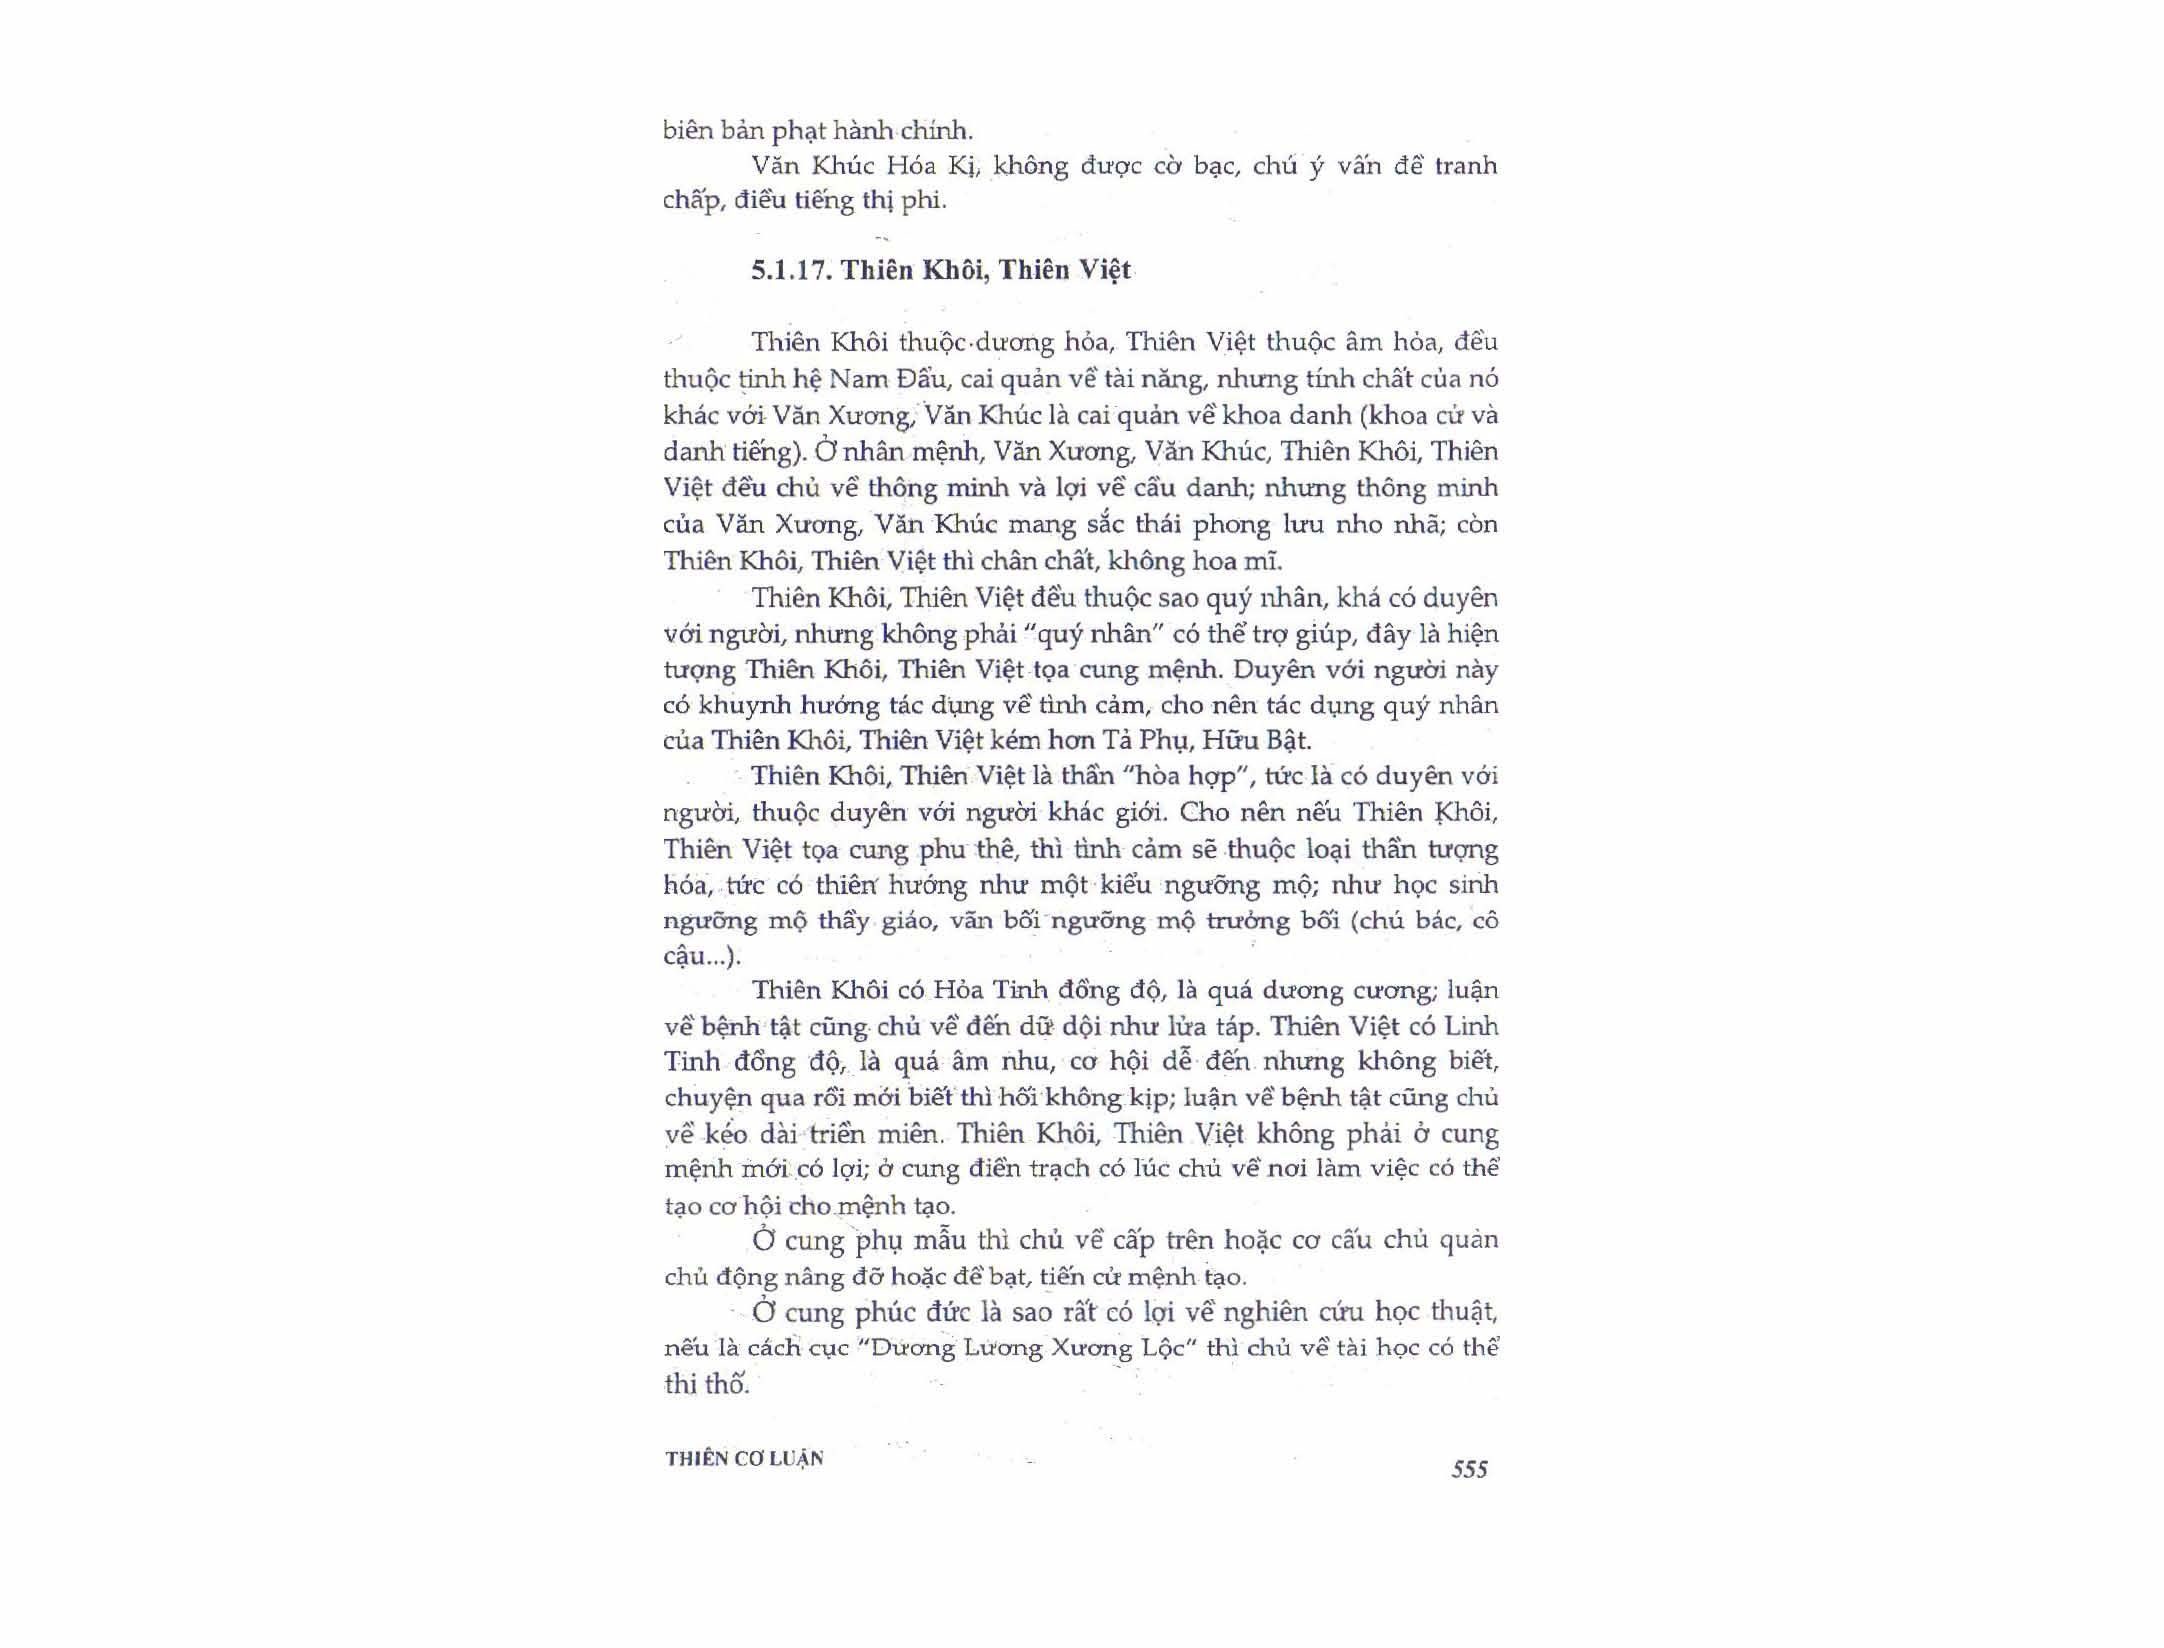 biên bản phạt hành chính.
Văn Khúc Hóa Kị, không được cờ bạc, chú ý vấn đề tranh
chấp, điều tiếng thị phi.
5.1.17. Thiên Khôi, Thiên Việt
Thiên Khôi thuộc dương hỏa, Thiên Việt thuộc âm hỏa, đều
thuộc tinh hệ Nam Đẩu, cai quản về tài năng, nhưng tính chất của nó
khác với Văn Xương, Văn Khúc là cai quản về khoa danh (khoa cử và
danh tiếng). Ở nhân mệnh, Văn Xương, Văn Khúc, Thiên Khôi, Thiên
Việt đều chủ về thông minh và lợi về cầu danh; nhưng thông minh
của Văn Xương, Văn Khúc mang sắc thái phong lưu nho nhã; còn
Thiên Khôi, Thiên Việt thì chân chất, không hoa mĩ.
Thiên Khôi, Thiên Việt đều thuộc sao quý nhân, khá có duyên
với người, nhưng không phải "quý nhân" có thể trợ giúp, đây là hiện
tượng Thiên Khôi, Thiên Việt tọa cung mệnh. Duyên với người này
có khuynh hướng tác dụng về tình cảm, cho nên tác dụng quý nhân
của Thiên Khôi, Thiên Việt kém hơn Tả Phụ, Hữu Bật.
Thiên Khôi, Thiên Việt là thần "hòa hợp", tức là có duyên với
người, thuộc duyên với người khác giới. Cho nên nếu Thiên Khôi,
Thiên Việt tọa cung phu thê, thì tình cảm sẽ thuộc loại thần tượng
hóa, tức có thiên hướng như một kiểu ngưỡng mộ; như học sinh
ngưỡng mộ thầy giáo, vãn bối ngưỡng mộ trưởng bối (chú bác, cô
cậu...).
Thiên Khôi có Hỏa Tinh đồng độ, là quá dương cương; luận
về bệnh tật cũng chủ về đến dữ dội như lửa táp. Thiên Việt có Linh
Tinh đồng độ, là quá âm nhu, cơ hội dễ đến nhưng không biết,
chuyện qua rồi mới biết thì hối không kịp; luận về bệnh tật cũng chủ
về kéo dài triền miên. Thiên Khôi, Thiên Việt không phải ở cung
mệnh mới có lợi; ở cung điền trạch có lúc chủ về nơi làm việc có thể
tạo cơ hội cho mệnh tạo.
Ở cung phụ mẫu thì chủ về cấp trên hoặc cơ cấu chủ quản
chủ động nâng đỡ hoặc đề bạt, tiến cử mệnh tạo.
Ở cung phúc đức là sao rất có lợi về nghiên cứu học thuật,
nếu là cách cục "Dương Lương Xương Lộc" thì chủ về tài học có thể
thi thố.
THIÊN CƠ LUẬN
555